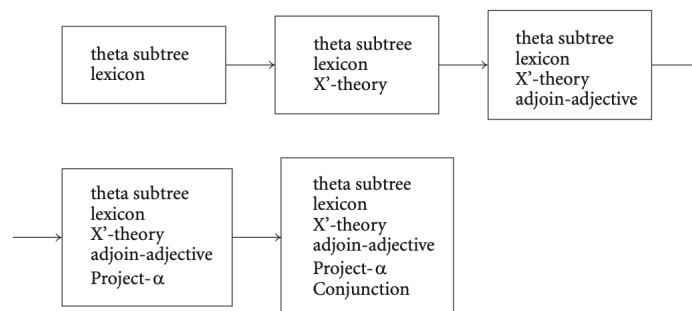 theta subtree
lexicon
theta subtree
lexicon
X'-theory
theta subtree
lexicon
X'-theory
adjoin-adjective
theta subtree
lexicon
X'-theory
adjoin-adjective
Project-α
theta subtree
lexicon
X'-theory
adjoin-adjective
Project-α
Conjunction